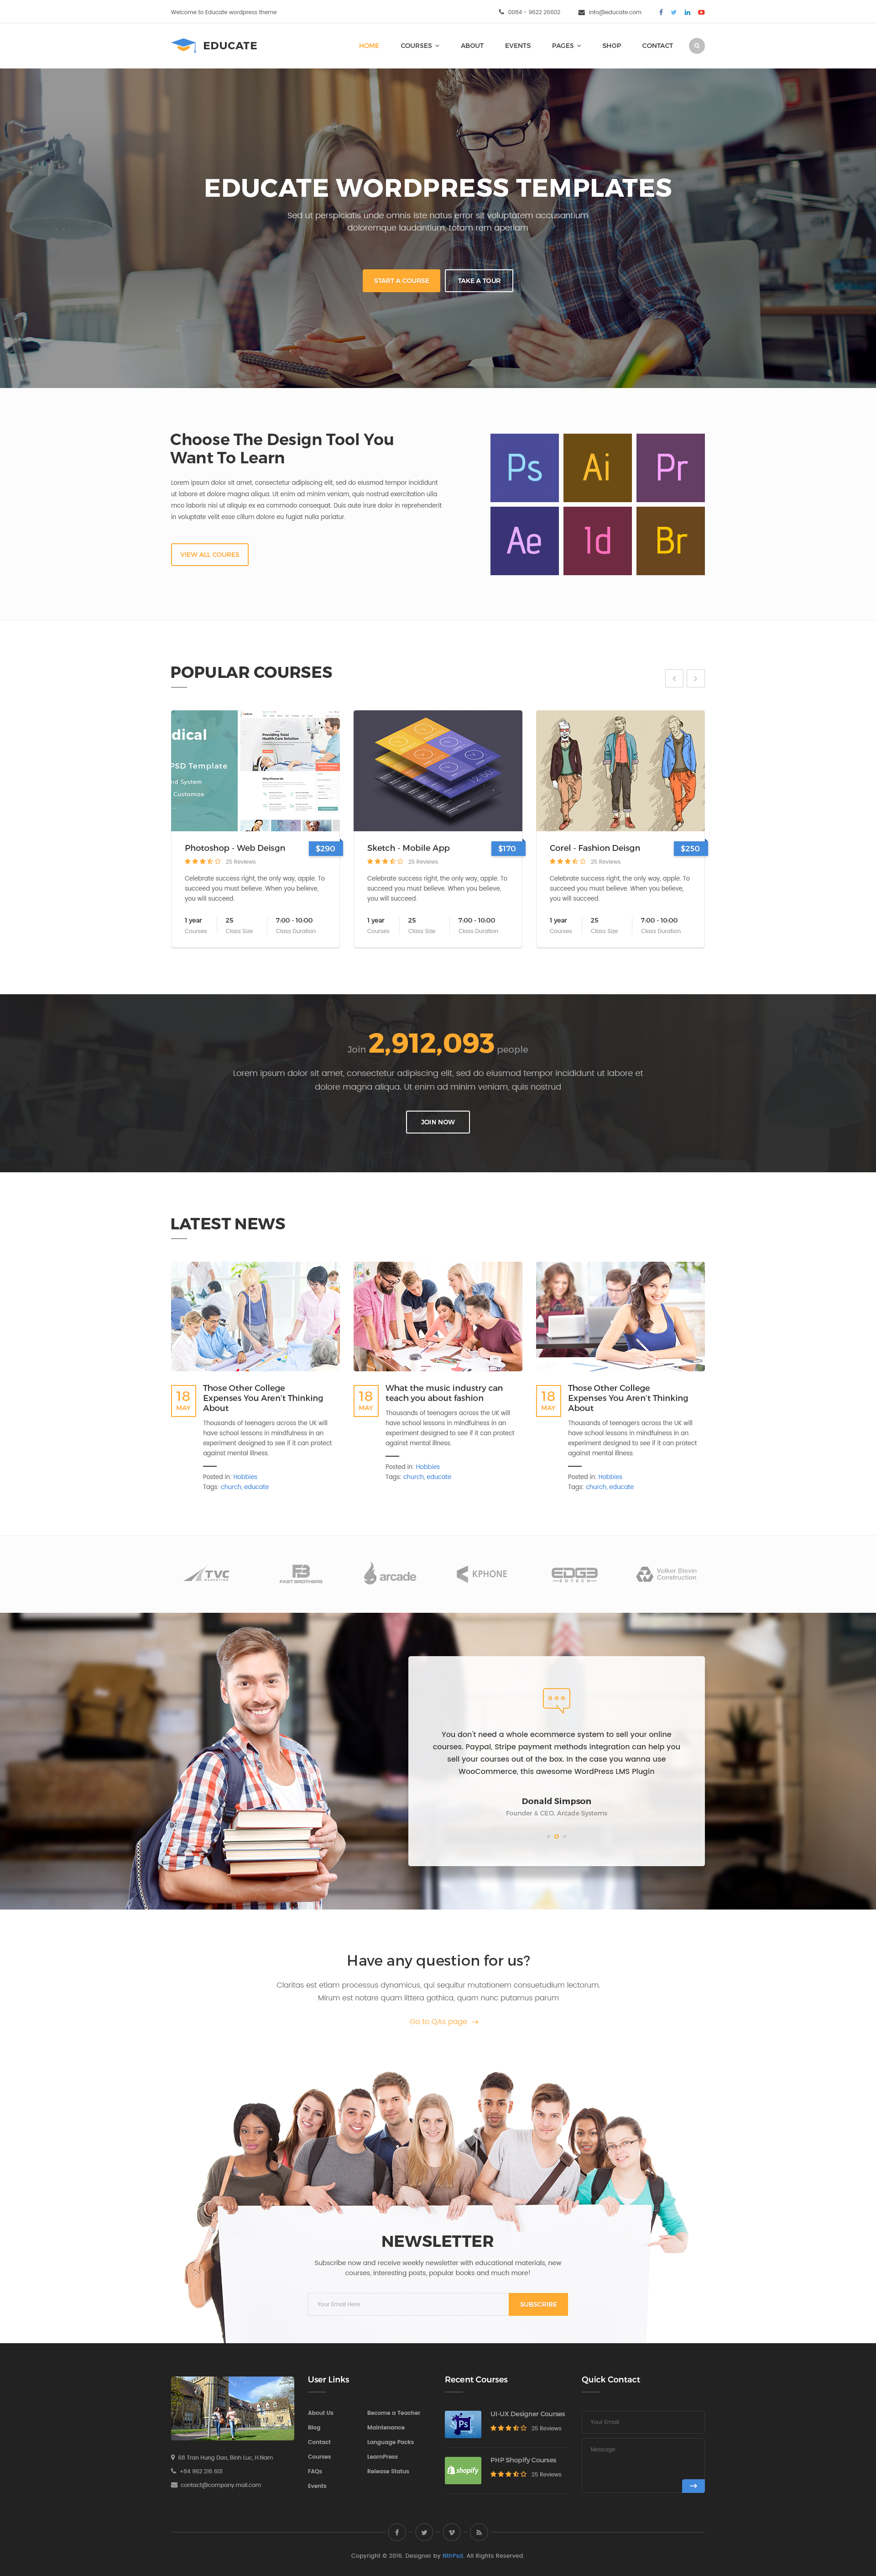 Welcome to Educate wordpress theme
0084 - 9622 26602
info@educate.com
EDUCATE
HOME
COURSES
ABOUT
EVENTS
PAGES
SHOP
CONTACT
EDUCATE WORDPRESS TEMPLATES
Sed ut perspiciatis unde omnis iste natus error sit voluptatem accusantium
doloremque laudantium, totam rem aperiam
START A COURSE
TAKE A TOUR
Choose The Design Tool You
Want To Learn
Lorem ipsum dolor sit amet, consectetur adipiscing elit, sed do eiusmod tempor incididunt
ut labore et dolore magna aliqua. Ut enim ad minim veniam, quis nostrud exercitation ulla
mco laboris nisi ut aliquip ex ea commodo consequat. Duis aute irure dolor in reprehenderit
in voluptate velit esse cillum dolore eu fugiat nulla pariatur.
VIEW ALL COURES
Ps
Ai
Pr
Ae
Id
Br
POPULAR COURSES
dical
PSD Template
nd System
Customize
Photoshop - Web Deisgn
$290
25 Reviews
Celebrate success right, the only way, apple. To
succeed you must believe. When you believe,
you will succeed.
1 year
25
7:00 - 10:00
Courses
Class Size
Class Duration
Sketch - Mobile App
$170
25 Reviews
Celebrate success right, the only way, apple. To
succeed you must believe. When you believe,
you will succeed.
1 year
25
7:00 - 10:00
Courses
Class Size
Class Duration
Corel - Fashion Deisgn
$250
25 Reviews
Celebrate success right, the only way, apple. To
succeed you must believe. When you believe,
you will succeed.
1 year
25
7:00 - 10:00
Courses
Class Size
Class Duration
Join 2,912,093 people
Lorem ipsum dolor sit amet, consectetur adipiscing elit, sed do eiusmod tempor incididunt ut labore et
dolore magna aliqua. Ut enim ad minim veniam, quis nostrud
JOIN NOW
LATEST NEWS
18
MAY
Those Other College
Expenses You Aren't Thinking
About
Thousands of teenagers across the UK will
have school lessons in mindfulness in an
experiment designed to see if it can protect
against mental illness.
Posted in: Hobbies
Tags: church, educate
18
MAY
What the music industry can
teach you about fashion
Thousands of teenagers across the UK will
have school lessons in mindfulness in an
experiment designed to see if it can protect
against mental illness.
Posted in: Hobbies
Tags: church, educate
18
MAY
Those Other College
Expenses You Aren't Thinking
About
Thousands of teenagers across the UK will
have school lessons in mindfulness in an
experiment designed to see if it can protect
against mental illness.
Posted in: Hobbies
Tags: church, educate
TVC
FAST BROTHERS
arcade
KPHONE
EDGE
EDTECH
Volker Stevin
Construction
You don't need a whole ecommerce system to sell your online
courses. Paypal, Stripe payment methods integration can help you
sell your courses out of the box. In the case you wanna use
WooCommerce, this awesome WordPress LMS Plugin
Donald Simpson
Founder & CEO, Arcade Systems
Have any question for us?
Claritas est etiam processus dynamicus, qui sequitur mutationem consuetudium lectorum.
Mirum est notare quam littera gothica, quam nunc putamus parum
Go to QAs page →
NEWSLETTER
Subscribe now and receive weekly newsletter with educational materials, new
courses, interesting posts, popular books and much more!
Your Email Here
SUBSCRIBE
68 Tran Hung Dao, Binh Luc, H.Nam
+84 962 216 601
contact@company.mail.com
User Links
About Us
Blog
Contact
Courses
FAQs
Events
Become a Teacher
Maintenance
Language Packs
LearnPress
Release Status
Recent Courses
Ps
UI-UX Designer Courses
25 Reviews
shopify
PHP Shopify Courses
25 Reviews
Quick Contact
Your Email
Message
Copyright © 2016. Designer by NthPsd. All Rights Reserved.